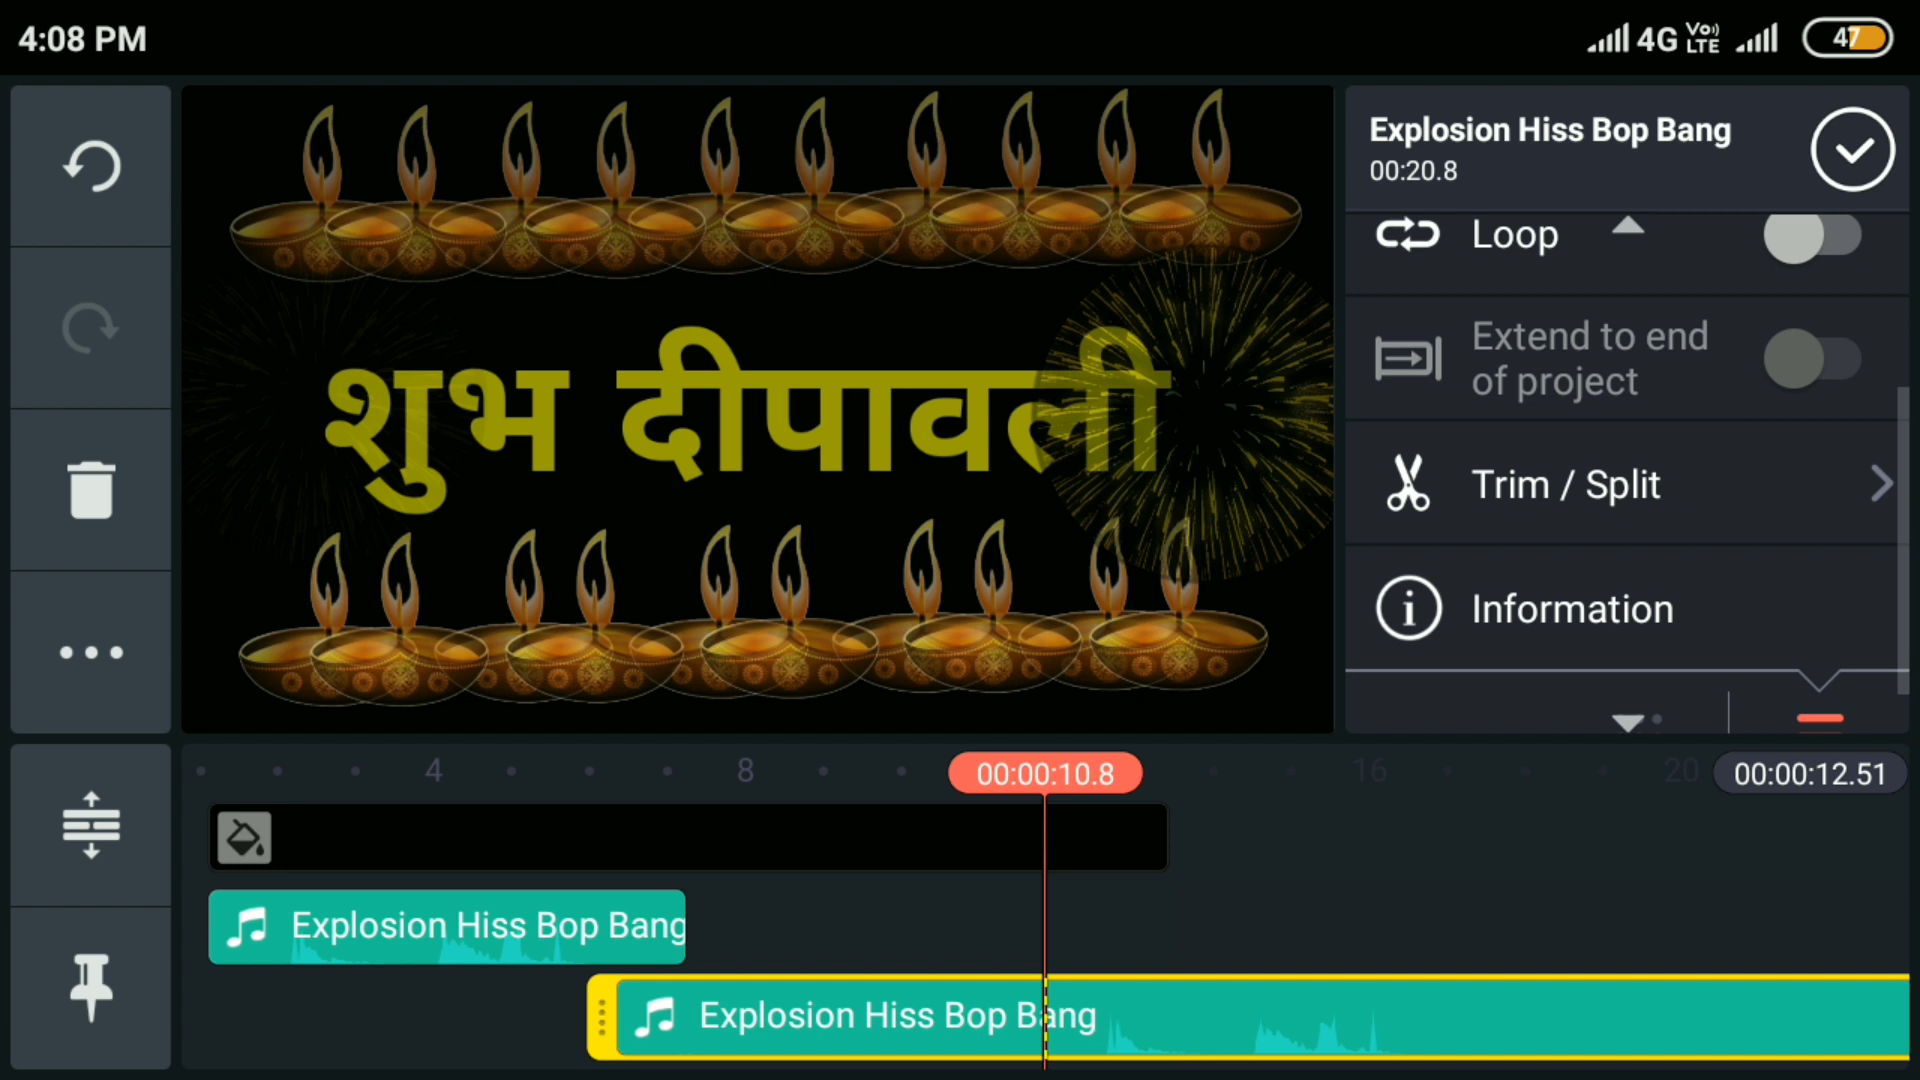 4:08 PM
4G Vo)) LTE 47
Explosion Hiss Bop Bang
00:20.8
Loop
Extend to end
of project
Trim / Split
Information
शुभ दीपावली
4 8 00:00:10.8 16 20 00:00:12.51
Explosion Hiss Bop Bang
Explosion Hiss Bop Bang